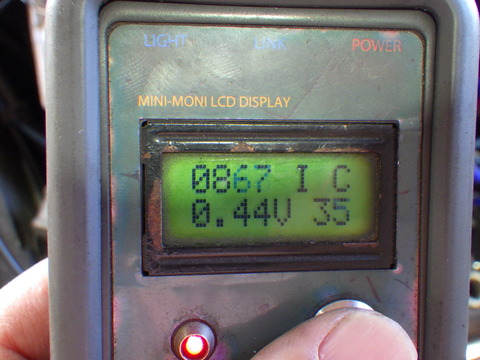 LIGHT LINK POWER
MINI-MONI LCD DISPLAY
0867 I C
0.44V 35